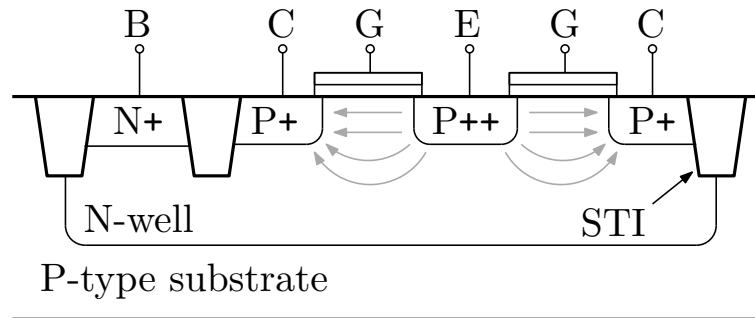 B C G E G C
N+ P+ P++ P+
N-well
STI
P-type substrate